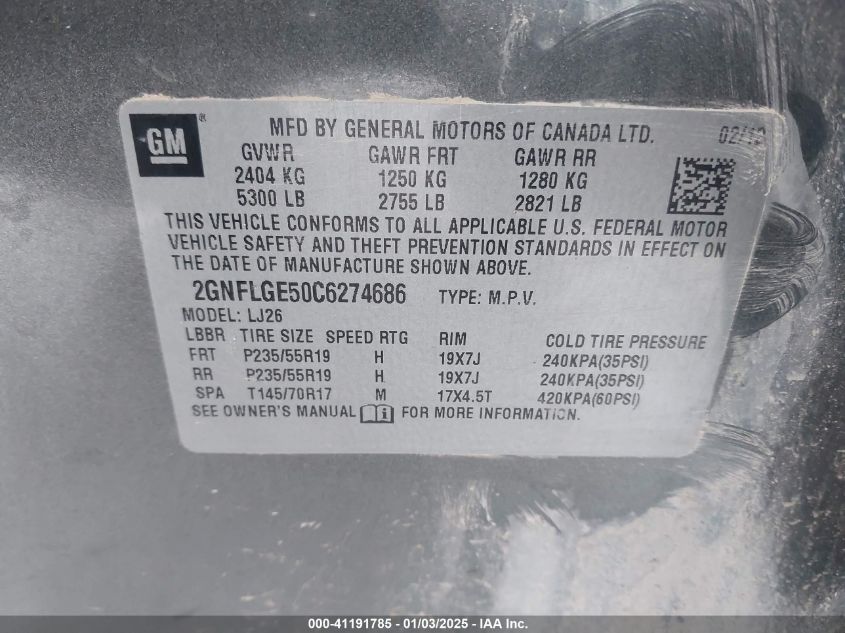 GM ® MFD BY GENERAL MOTORS OF CANADA LTD.
GVWR GAWR FRT GAWR RR
2404 KG 1250 KG 1280 KG
5300 LB 2755 LB 2821 LB
THIS VEHICLE CONFORMS TO ALL APPLICABLE U.S. FEDERAL MOTOR
VEHICLE SAFETY AND THEFT PREVENTION STANDARDS IN EFFECT ON
THE DATE OF MANUFACTURE SHOWN ABOVE.
2GNFLGE50C6274686 TYPE: M.P.V.
MODEL: LJ26
LBBR TIRE SIZE SPEED RTG RIM COLD TIRE PRESSURE
FRT P235/55R19 H 19X7J 240KPA(35PSI)
RR P235/55R19 H 19X7J 240KPA(35PSI)
SPA T145/70R17 M 17X4.5T 420KPA(60PSI)
SEE OWNER'S MANUAL FOR MORE INFORMATION.
000-41191785 - 01/03/2025 - IAA Inc.